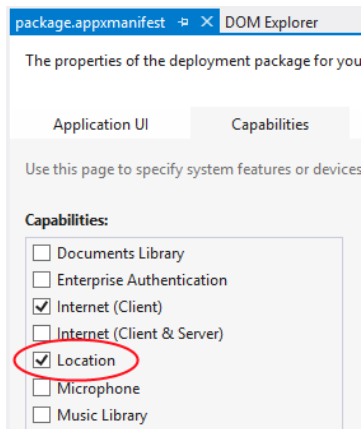 package.appxmanifest DOM Explorer
The properties of the deployment package for you
Application UI Capabilities
Use this page to specify system features or devices
Capabilities:
Documents Library
Enterprise Authentication
Internet (Client)
Internet (Client & Server)
Location
Microphone
Music Library